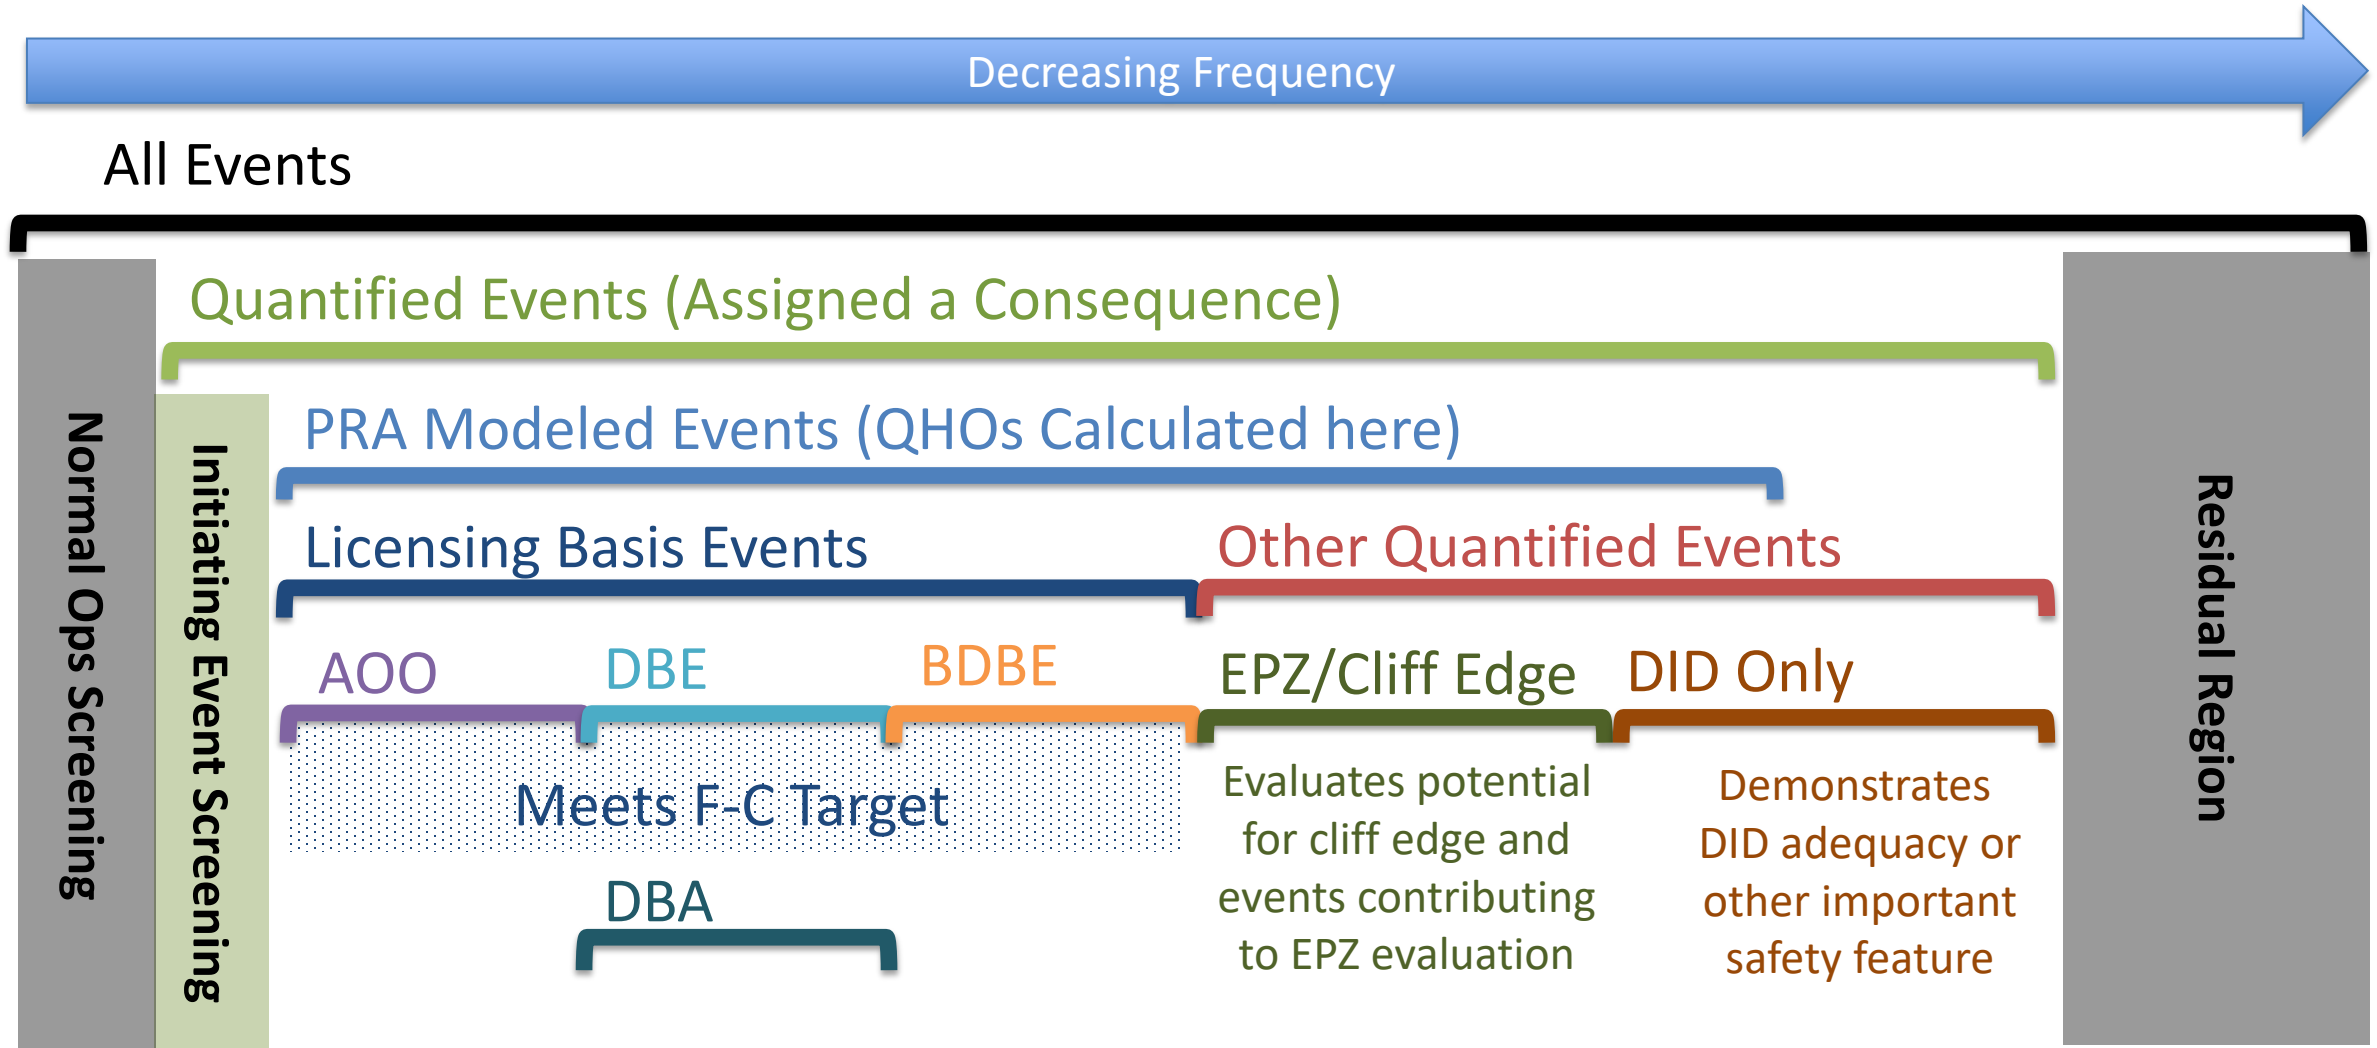 Decreasing Frequency
All Events
Quantified Events (Assigned a Consequence)
Normal Ops Screening
Initiating Event Screening
PRA Modeled Events (QHOs Calculated here)
Licensing Basis Events
Other Quantified Events
AOO
DBE
BDBE
EPZ/Cliff Edge
DID Only
Meets F-C Target
DBA
Evaluates potential
for cliff edge and
events contributing
to EPZ evaluation
Demonstrates
DID adequacy or
other important
safety feature
Residual Region